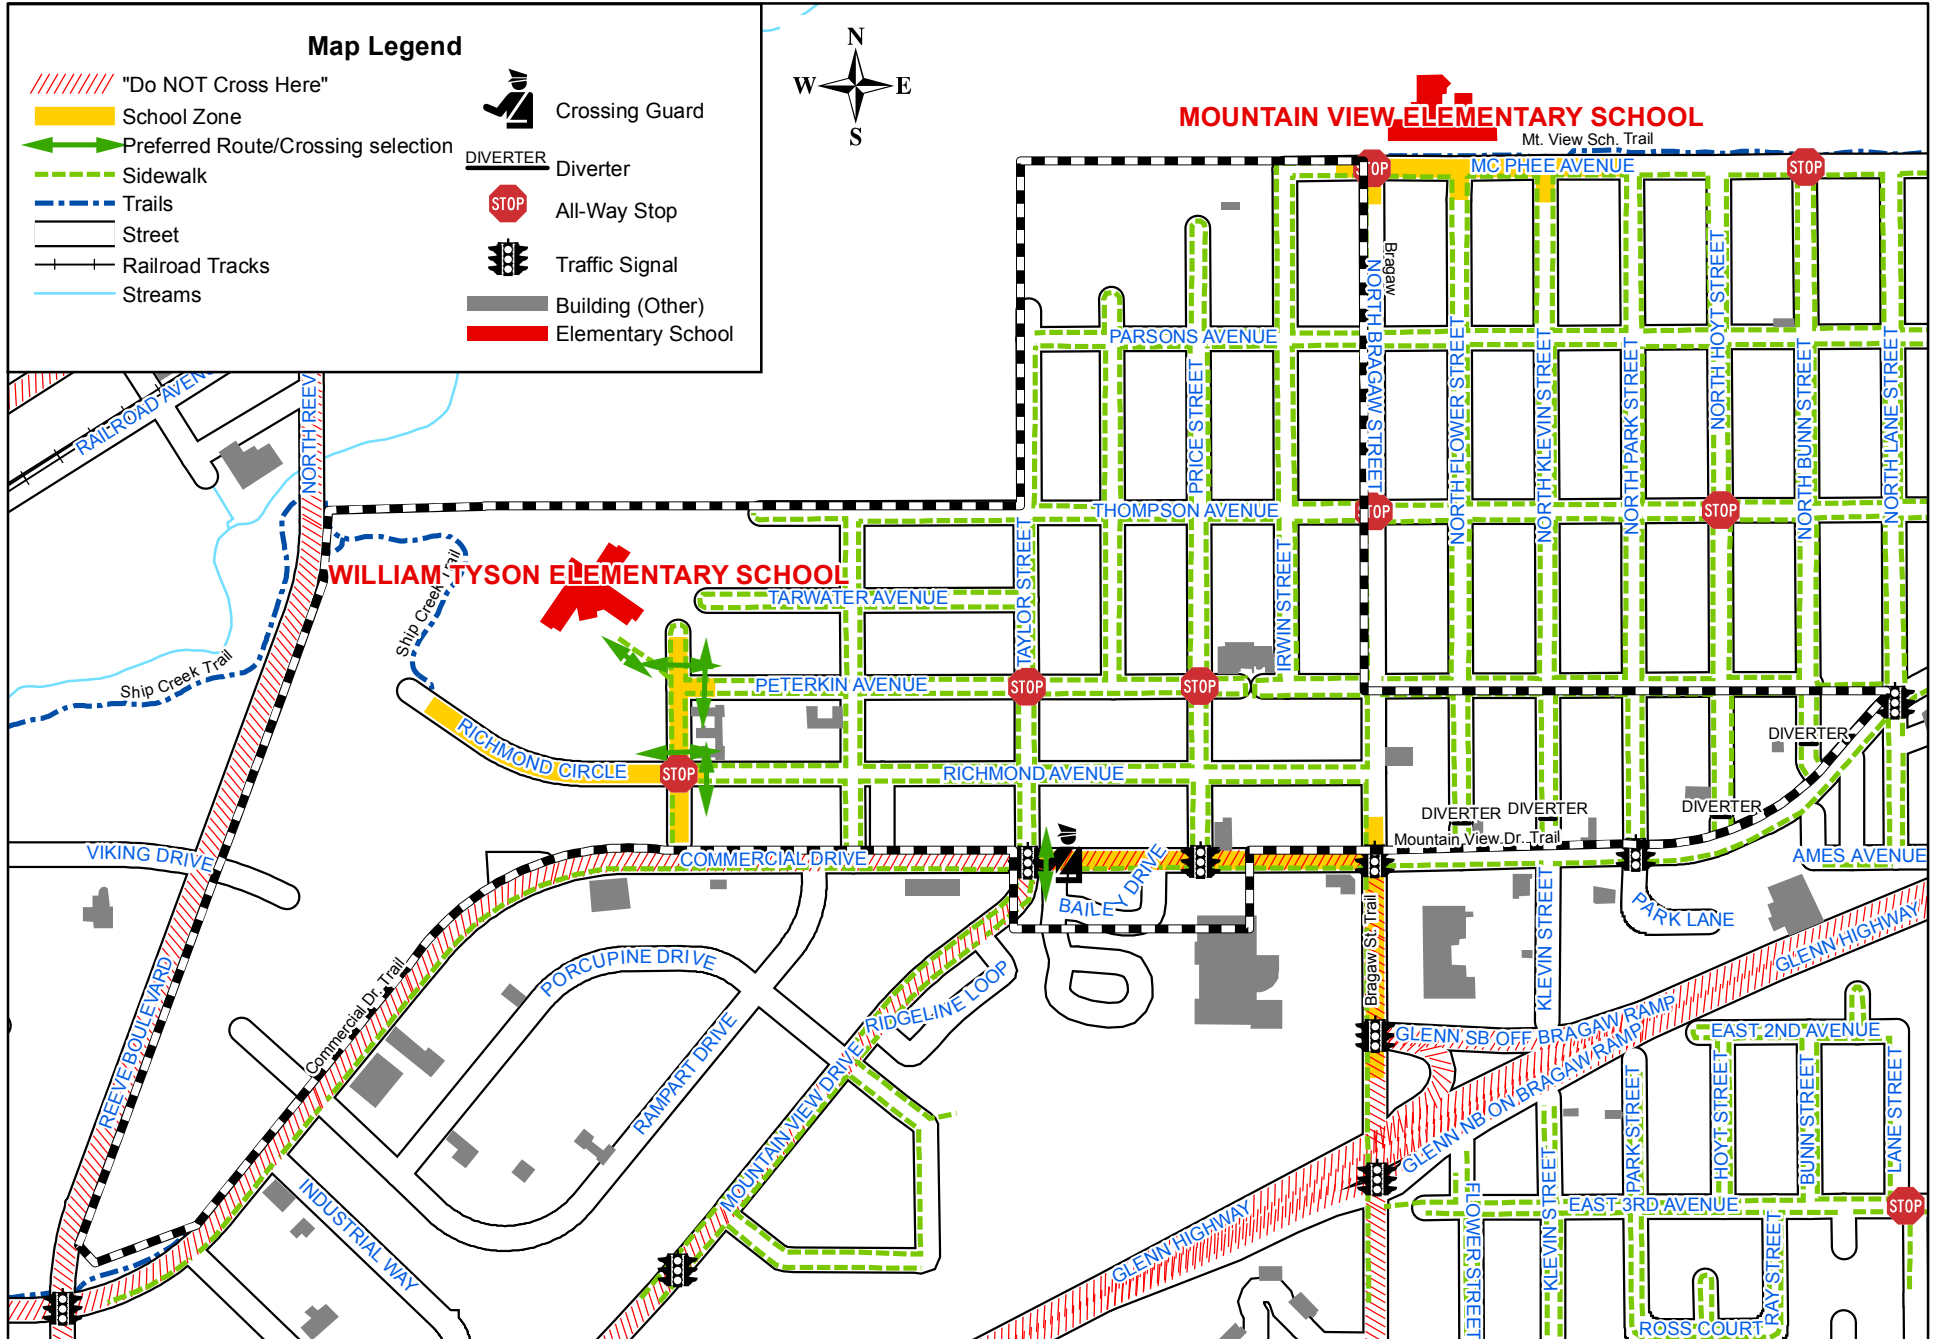 Map Legend
"Do NOT Cross Here"
School Zone
Preferred Route/Crossing selection
Sidewalk
Trails
Street
Railroad Tracks
Streams
Crossing Guard
DIVERTER
Diverter
STOP
All-Way Stop
Traffic Signal
Building (Other)
Elementary School
N
W E
S
MOUNTAIN VIEW ELEMENTARY SCHOOL
Mt. View Sch. Trail
STOP
MC PHEE AVENUE
STOP
Bragaw
NORTH BRAGAW STREET
NORTH FLOWER STREET
NORTH KLEVIN STREET
NORTH PARK STREET
NORTH HOYT STREET
NORTH BUNN STREET
NORTH LANE STREET
PARSONS AVENUE
PRICE STREET
RAILROAD AVENU
NORTH REEV
THOMPSON AVENUE
STOP
STOP
TAYLOR STREET
IRWIN STREET
WILLIAM TYSON ELEMENTARY SCHOOL
TARWATER AVENUE
Ship Creek Trail
Ship Creek Trail
PETERKIN AVENUE
STOP
STOP
RICHMOND CIRCLE
STOP
RICHMOND AVENUE
DIVERTER
DIVERTER
DIVERTER
DIVERTER
Mountain View Dr. Trail
VIKING DRIVE
COMMERCIAL DRIVE
AMES AVENUE
BAILEY DRIVE
PARK LANE
KLEVIN STREET
Bragaw St. Trail
GLENN HIGHWAY
REEVE BOULEVARD
Commercial Dr. Trail
PORCUPINE DRIVE
RIDGELINE LOOP
RAMPART DRIVE
MOUNTAIN VIEW DRIVE
GLENN SB OFF BRAGAW RAMP
GLENN NB ON BRAGAW RAMP
EAST 2ND AVENUE
PARK STREET
HOYT STREET
BUNN STREET
LANE STREET
EAST 3RD AVENUE
STOP
INDUSTRIAL WAY
GLENN HIGHWAY
FLOWER STREET
KLEVIN STREET
RAY STREET
ROSS COURT